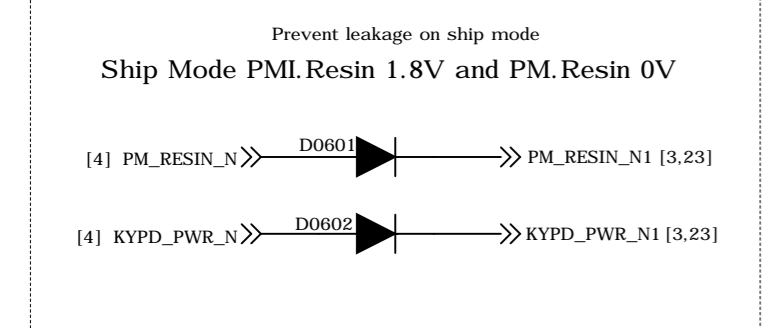 Prevent leakage on ship mode
Ship Mode PMI.Resin 1.8V and PM.Resin 0V
[4] PM_RESIN_N D0601 PM_RESIN_N1 [3,23]
[4] KYPD_PWR_N D0602 KYPD_PWR_N1 [3,23]